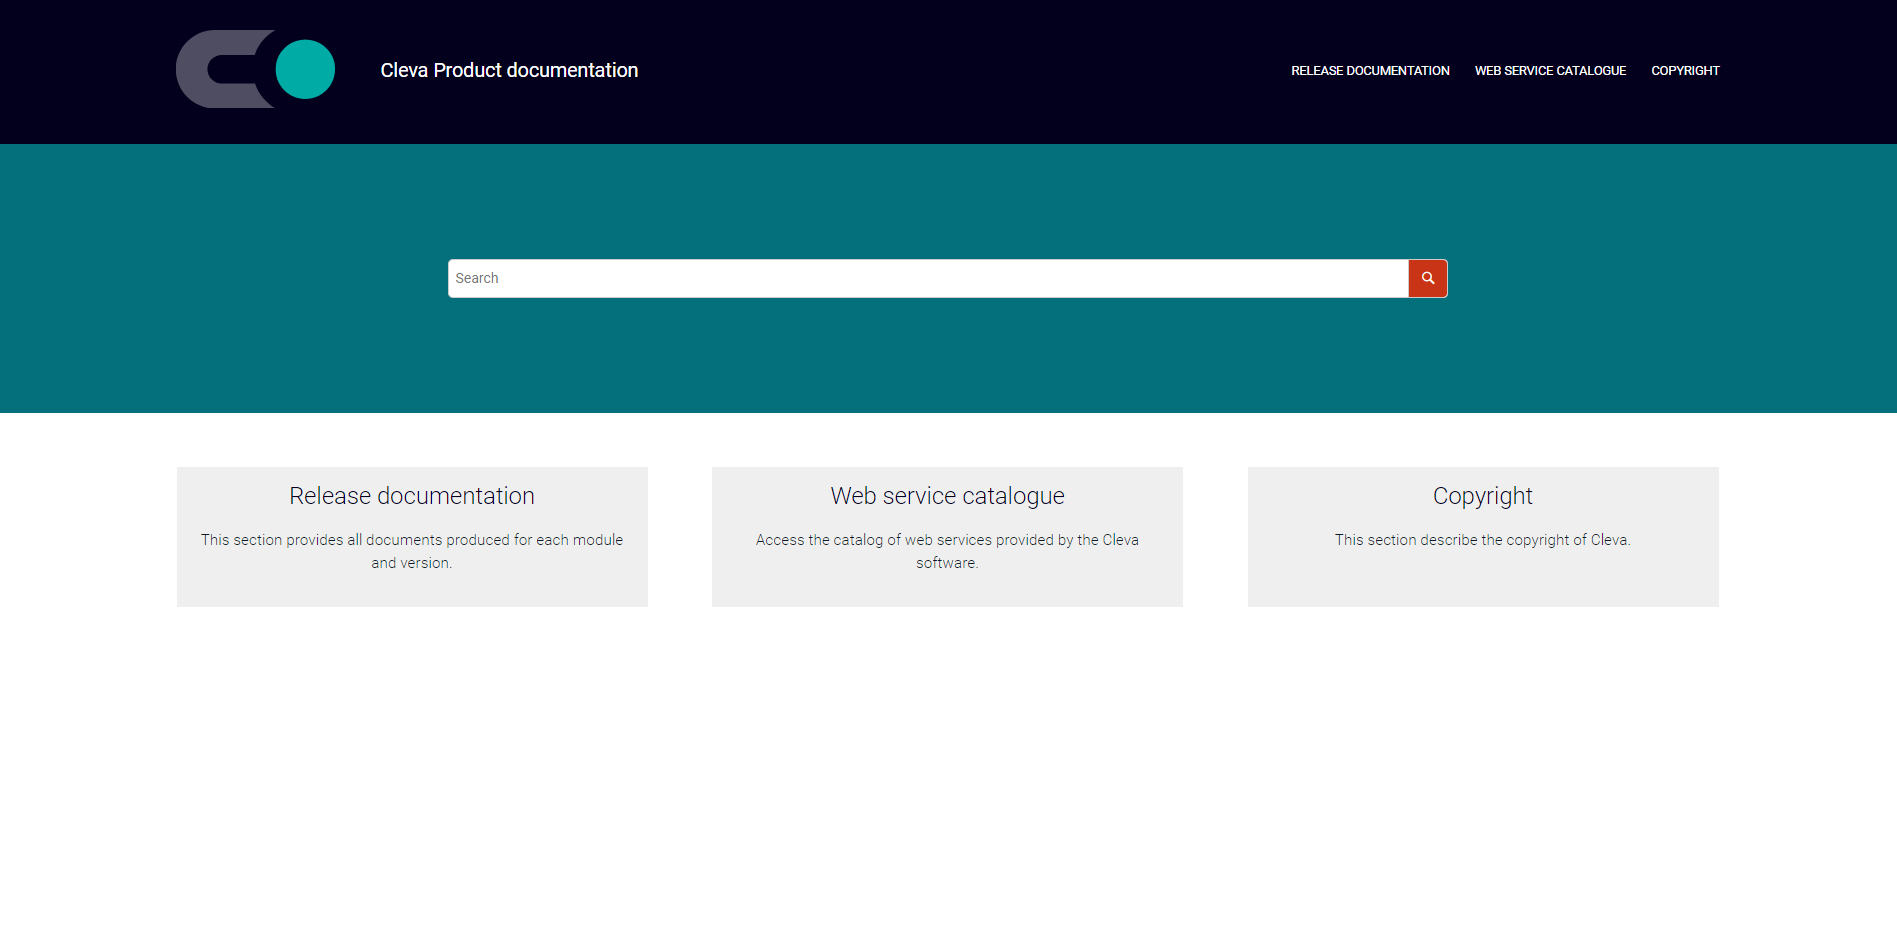 Cleva Product documentation
RELEASE DOCUMENTATION WEB SERVICE CATALOGUE COPYRIGHT
Search
Release documentation
This section provides all documents produced for each module
and version.
Web service catalogue
Access the catalog of web services provided by the Cleva
software.
Copyright
This section describe the copyright of Cleva.